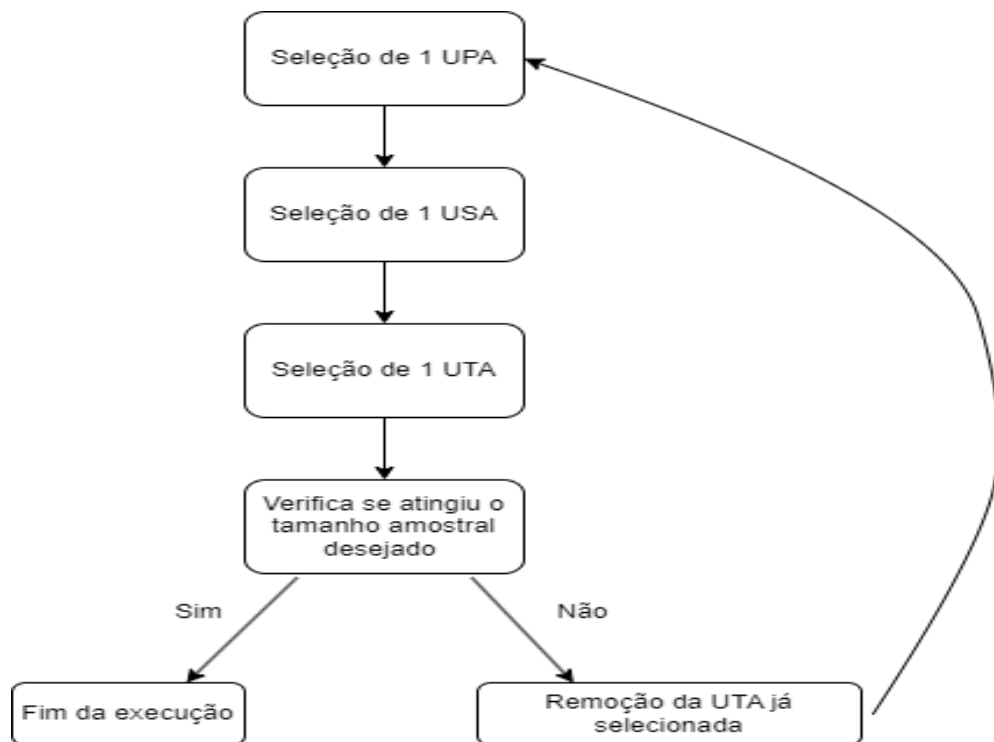 Seleção de 1 UPA
Seleção de 1 USA
Seleção de 1 UTA
Verifica se atingiu o
tamanho amostral
desejado
Sim
Não
Fim da execução
Remoção da UTA já
selecionada